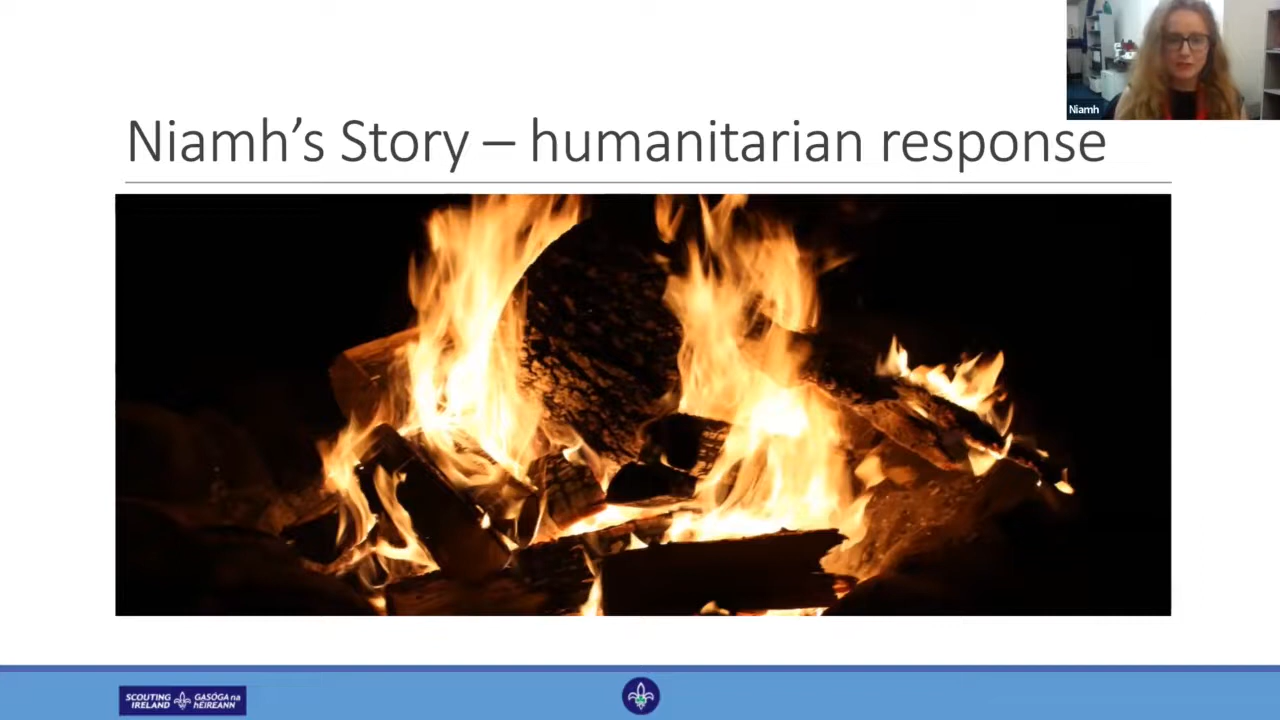 Niamh
Niamh’s Story – humanitarian response
SCOUTING IRELAND
GASÓGA na hÉIREANN